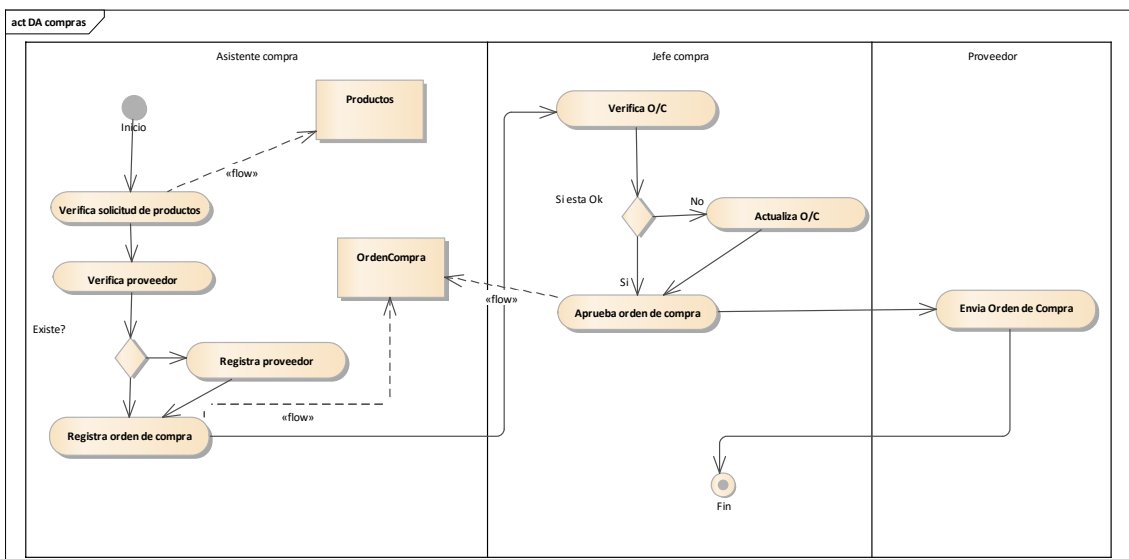 act DA compras
Asistente compra
Jefe compra
Proveedor
Inicio
Productos
«flow»
Verifica solicitud de productos
Verifica proveedor
Existe?
Registra proveedor
Registra orden de compra
«flow»
OrdenCompra
«flow»
Verifica O/C
Si esta Ok
No
Actualiza O/C
Si
Aprueba orden de compra
Envia Orden de Compra
Fin